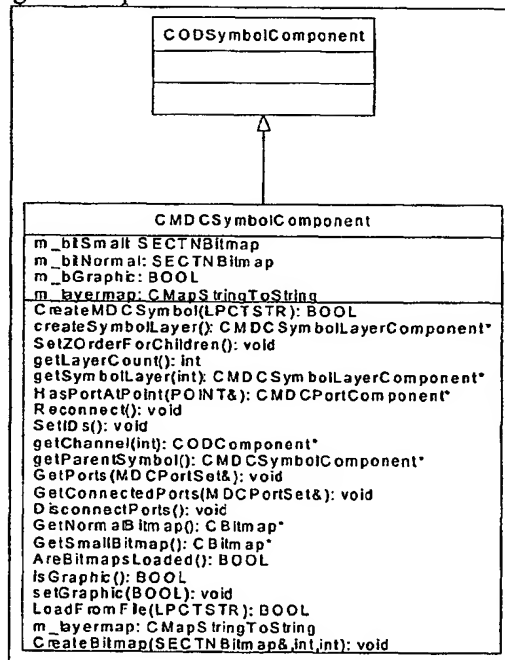 CODSymbolComponent
CMDCSymbolComponent
m_bitSmall: SECTNBitmap
m_bitNormal: SECTNBitmap
m_bGraphic: BOOL
m_layermap: CMapStringToString
CreateMDCSymbol(LPCTSTR): BOOL
createSymbolLayer(): CMDCSymbolLayerComponent*
SetZOrderForChildren(): void
getLayerCount(): int
getSymbolLayer(int): CMDCSymbolLayerComponent*
HasPortAtPoint(POINT&): CMDCPortComponent*
Reconnect(): void
SetIDs(): void
getChannel(int): CODComponent*
getParentSymbol(): CMDCSymbolComponent*
GetPorts(MDCPortSet&): void
GetConnectedPorts(MDCPortSet&): void
DisconnectPorts(): void
GetNormalBitmap(): CBitmap*
GetSmallBitmap(): CBitmap*
AreBitmapsLoaded(): BOOL
IsGraphic(): BOOL
setGraphic(BOOL): void
LoadFromFile(LPCTSTR): BOOL
m_layermap: CMapStringToString
CreateBitmap(SECTNBitmap&,int,int): void